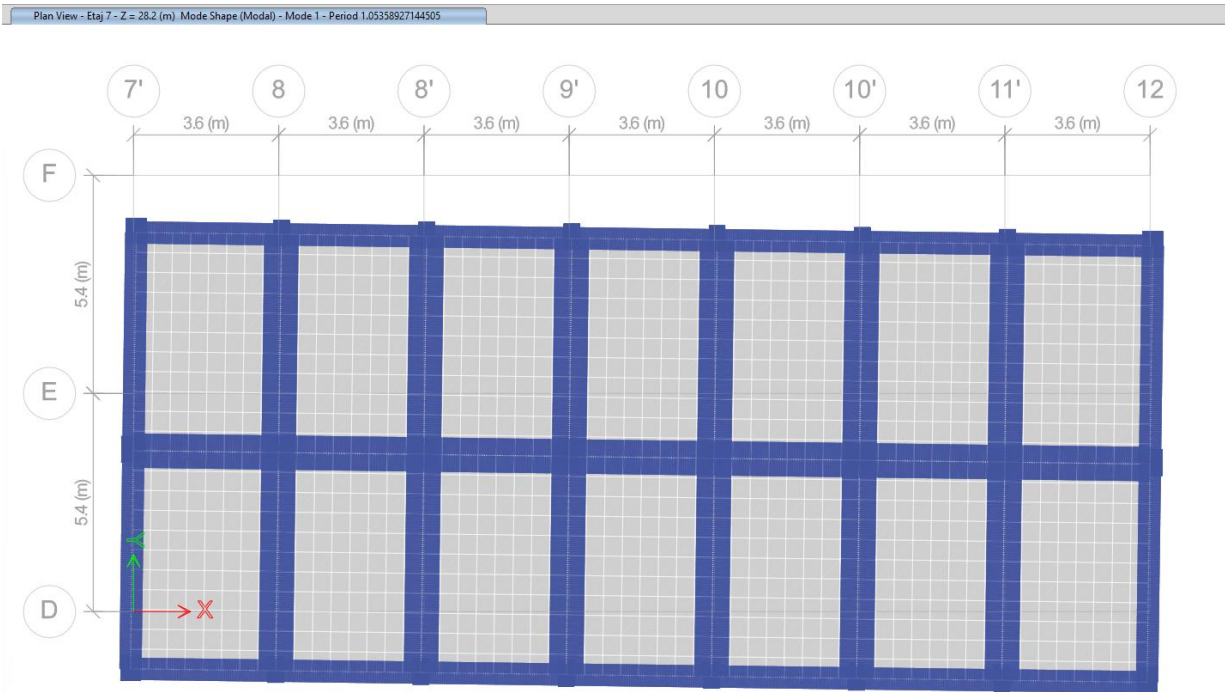 Plan View - Etaj 7 - Z = 28.2 (m)  Mode Shape (Modal) - Mode 1 - Period 1.05358927144505
7' 8 8' 9' 10 10' 11' 12
3.6 (m) 3.6 (m) 3.6 (m) 3.6 (m) 3.6 (m) 3.6 (m) 3.6 (m)
F
5.4 (m)
E
5.4 (m)
Y
D
X